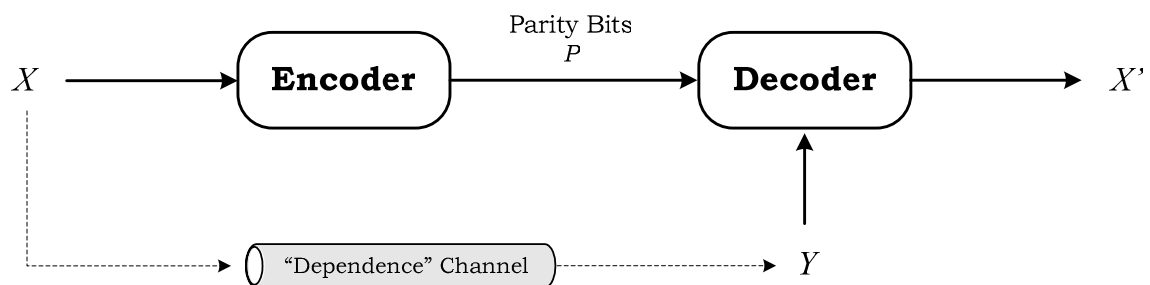 Parity Bits
P
X
Encoder
Decoder
X’
“Dependence” Channel
Y